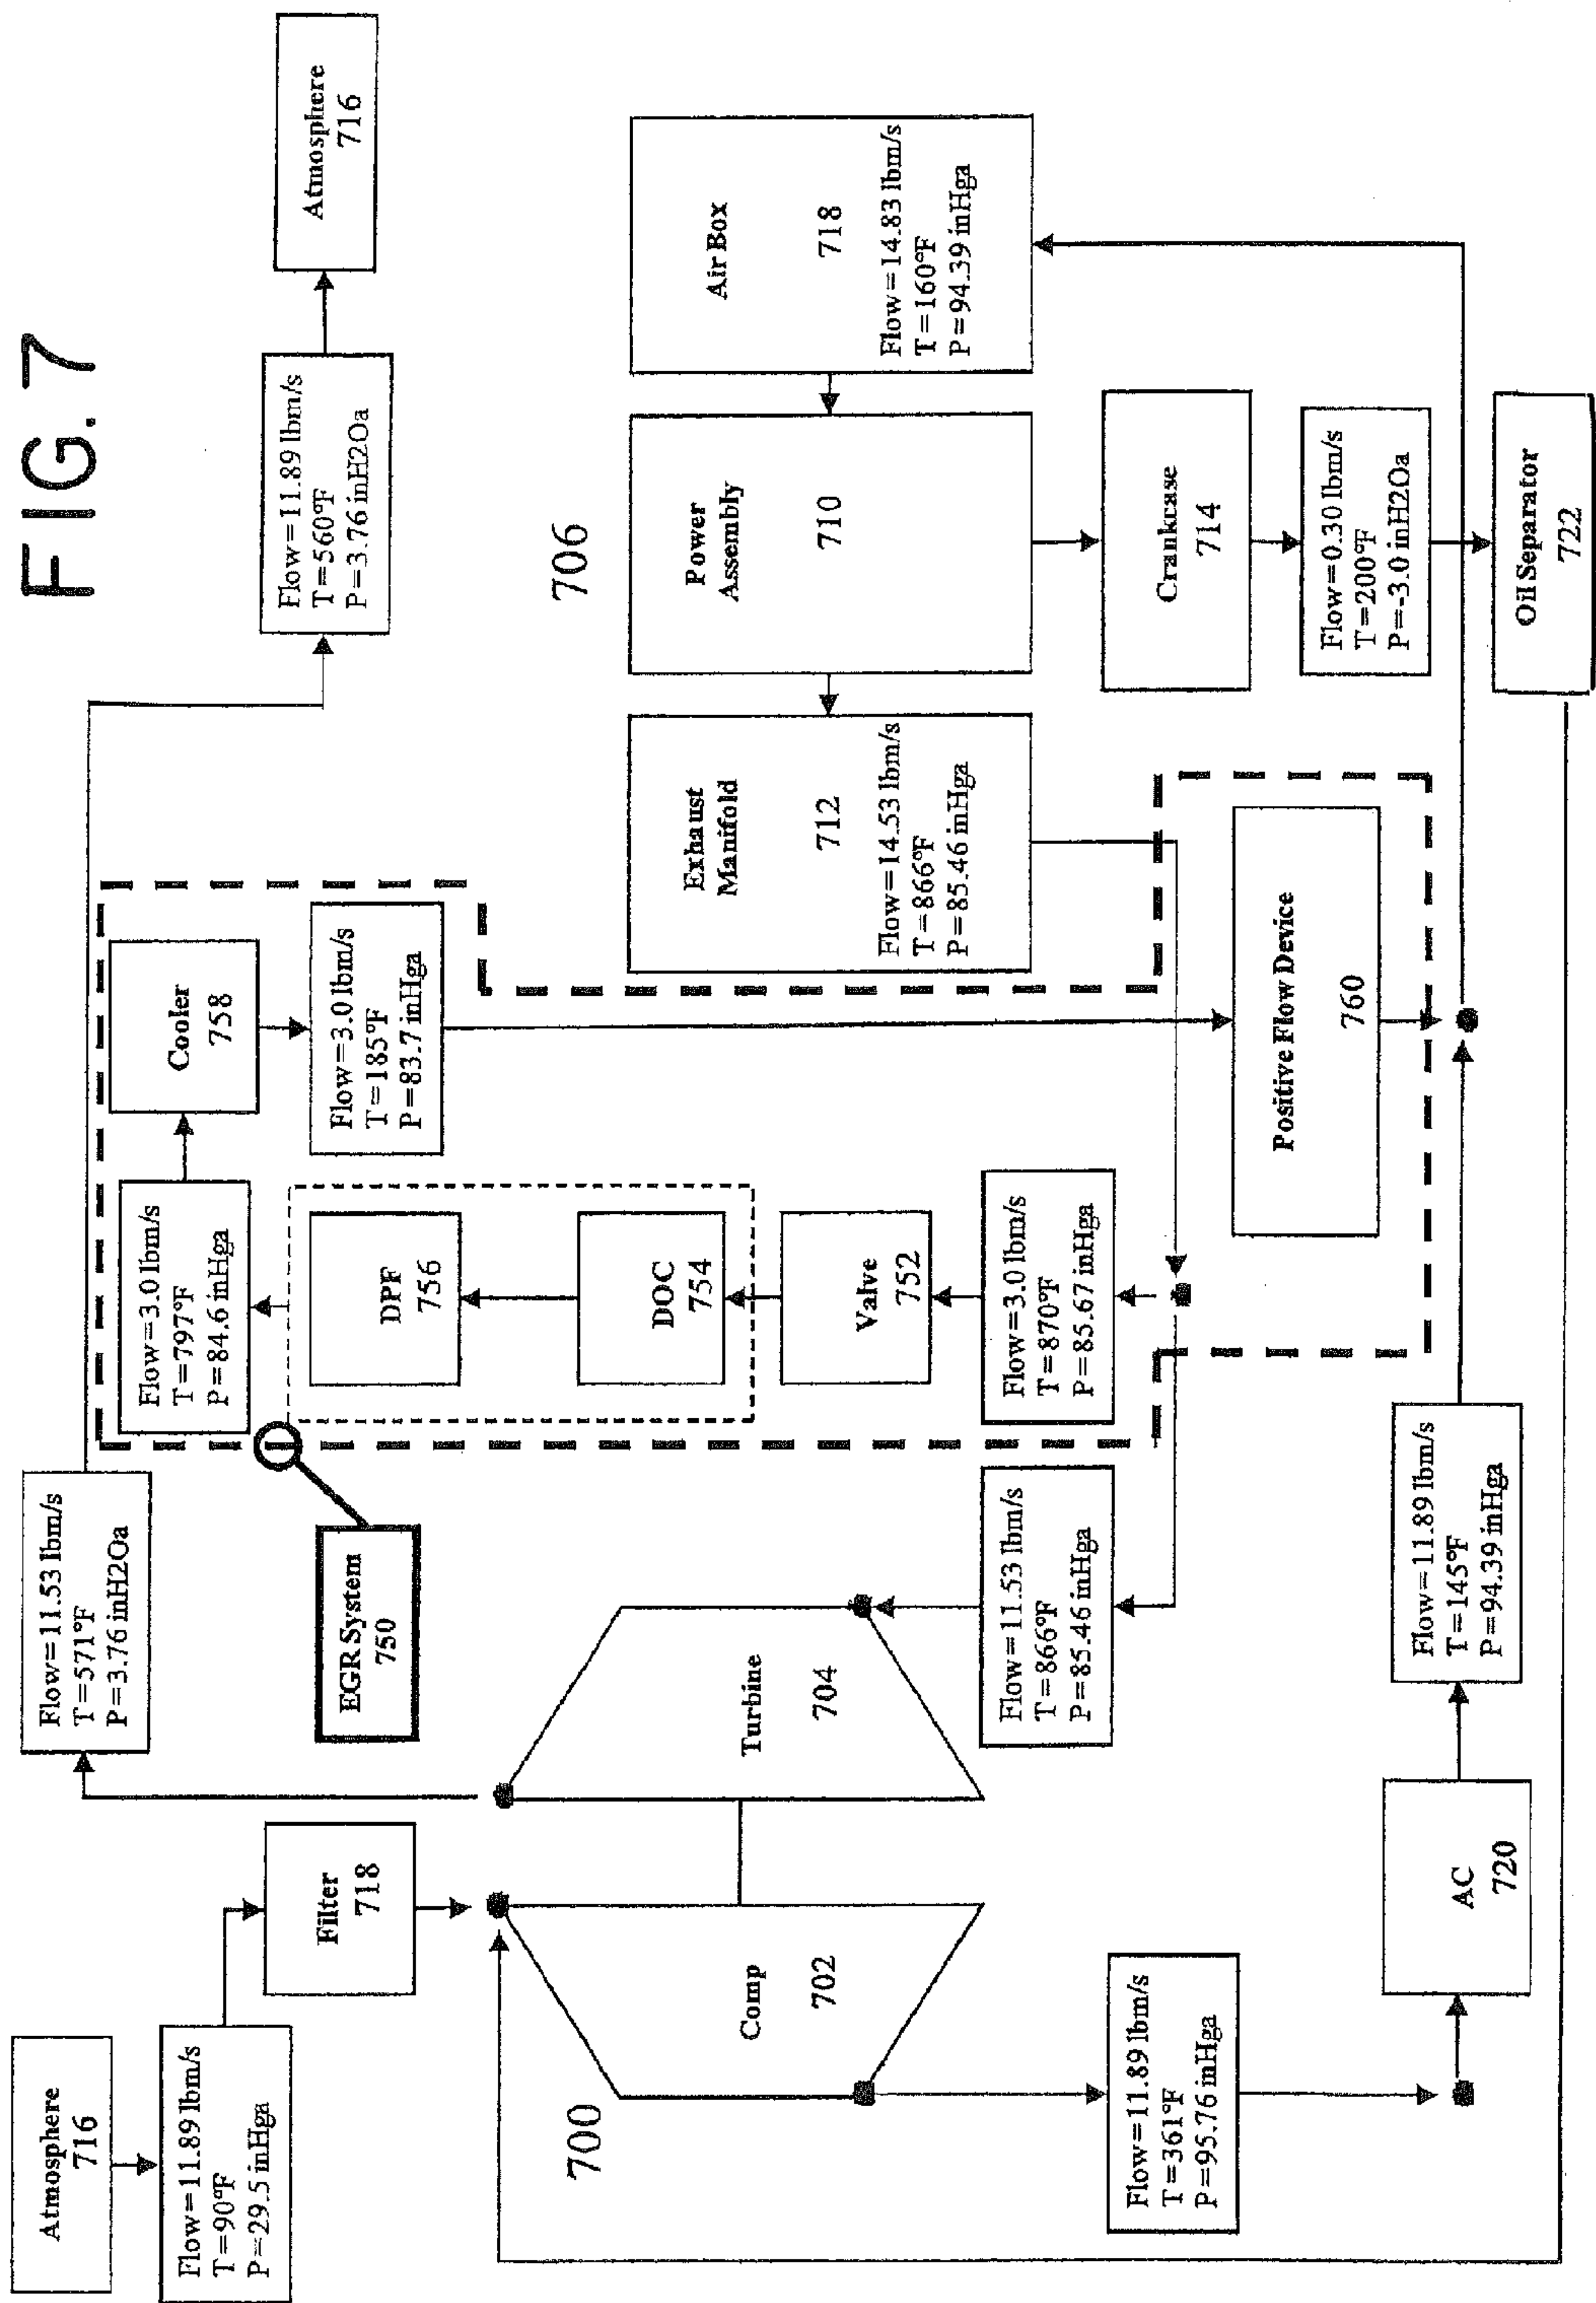 FIG. 7
Atmosphere
716
Flow=11.89 lbm/s
T=90°F
P=29.5 inHga
Filter
718
Flow=11.53 lbm/s
T=571°F
P=3.76 inH2Oa
EGR System
750
Flow=3.0 lbm/s
T=797°F
P=84.6 inHga
Cooler
758
Flow=3.0 lbm/s
T=185°F
P=83.7 inHga
Flow=11.89 lbm/s
T=560°F
P=3.76 inH2Oa
Atmosphere
716
700
Comp
702
Turbine
704
DPF
756
DOC
754
Valve
752
Flow=3.0 lbm/s
T=870°F
P=85.67 inHga
Flow=11.53 lbm/s
T=866°F
P=85.46 inHga
706
Exhaust
Manifold
712
Flow=14.53 lbm/s
T=866°F
P=85.46 inHga
Power
Assembly
710
Air Box
718
Flow=14.83 lbm/s
T=160°F
P=94.39 inHga
Crankcase
714
Flow=0.30 lbm/s
T=200°F
P=-3.0 inH2Oa
Oil Separator
722
Positive Flow Device
760
Flow=11.89 lbm/s
T=361°F
P=95.76 inHga
AC
720
Flow=11.89 lbm/s
T=145°F
P=94.39 inHga